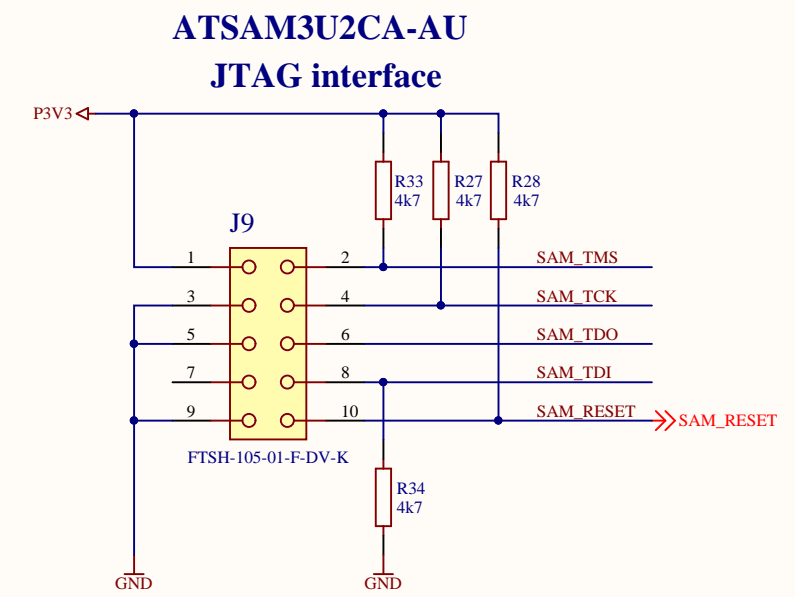 ATSAM3U2CA-AU
JTAG interface
P3V3
R33
4k7
R27
4k7
R28
4k7
J9
1
2
SAM_TMS
3
4
SAM_TCK
5
6
SAM_TDO
7
8
SAM_TDI
9
10
SAM_RESET
SAM_RESET
FTSH-105-01-F-DV-K
R34
4k7
GND
GND